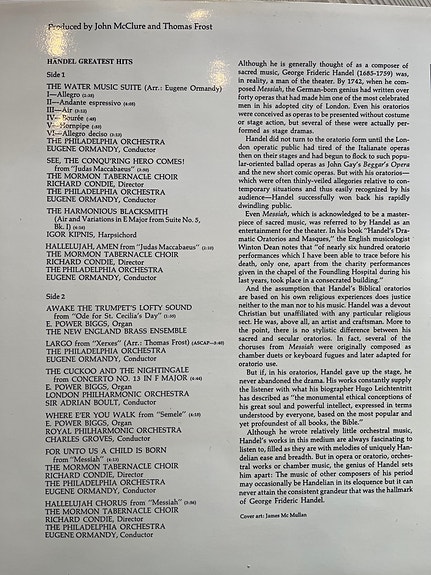 Produced by John McClure and Thomas Frost
HANDEL GREATEST HITS
Side 1
THE WATER MUSIC SUITE (Arr.: Eugene Ormandy)
I—Allegro
II—Andante espressivo
III—Air
IV—Bourée
V—Hornpipe
VI—Allegro deciso
THE PHILADELPHIA ORCHESTRA
EUGENE ORMANDY, Conductor
SEE, THE CONQU'RING HERO COMES!
from "Judas Maccabaeus"
THE MORMON TABERNACLE CHOIR
RICHARD CONDIE, Director
THE PHILADELPHIA ORCHESTRA
EUGENE ORMANDY, Conductor
THE HARMONIOUS BLACKSMITH
(Air and Variations in E Major from Suite No. 5,
Bk. I)
IGOR KIPNIS, Harpsichord
HALLELUJAH, AMEN from "Judas Maccabaeus"
THE MORMON TABERNACLE CHOIR
RICHARD CONDIE, Director
THE PHILADELPHIA ORCHESTRA
EUGENE ORMANDY, Conductor
Side 2
AWAKE THE TRUMPET'S LOFTY SOUND
from "Ode for St. Cecilia's Day"
E. POWER BIGGS, Organ
THE NEW ENGLAND BRASS ENSEMBLE
LARGO from "Xerxes" (Arr.: Thomas Frost)
THE PHILADELPHIA ORCHESTRA
EUGENE ORMANDY, Conductor
THE CUCKOO AND THE NIGHTINGALE
from CONCERTO NO. 13 IN F MAJOR
E. POWER BIGGS, Organ
LONDON PHILHARMONIC ORCHESTRA
SIR ADRIAN BOULT, Conductor
WHERE E'ER YOU WALK from "Semele"
E. POWER BIGGS, Organ
ROYAL PHILHARMONIC ORCHESTRA
CHARLES GROVES, Conductor
FOR UNTO US A CHILD IS BORN
from "Messiah"
THE MORMON TABERNACLE CHOIR
RICHARD CONDIE, Director
THE PHILADELPHIA ORCHESTRA
EUGENE ORMANDY, Conductor
HALLELUJAH CHORUS from "Messiah"
THE MORMON TABERNACLE CHOIR
RICHARD CONDIE, Director
THE PHILADELPHIA ORCHESTRA
EUGENE ORMANDY, Conductor
Although he is generally thought of as a composer of
sacred music, George Frideric Handel (1685-1759) was,
in reality, a man of the theater. By 1742, when he com-
posed Messiah, the German-born genius had written over
forty operas that had made him one of the most celebrated
men in his adopted city of London. Even his oratorios
were conceived as operas to be presented without costume
or stage action, but several of these were actually per-
formed as stage dramas.
Handel did not turn to the oratorio form until the Lon-
don operatic public had tired of the Italianate operas
then on their stages and had begun to flock to such popu-
lar-oriented ballad operas as John Gay's Beggar's Opera
and the new short comic operas. But with his oratorios—
which were often thinly-veiled allegories relative to con-
temporary situations and thus easily recognized by his
audience—Handel successfully won back his rapidly
dwindling public.
Even Messiah, which is acknowledged to be a master-
piece of sacred music, was referred to by Handel as an
entertainment for the theater. In his book "Handel's Dra-
matic Oratorios and Masques," the English musicologist
Winton Dean notes that "of nearly six hundred oratorio
performances which I have been able to trace before his
death, only one, apart from the charity performances
given in the chapel of the Foundling Hospital during his
last years, took place in a consecrated building."
And the assumption that Handel's Biblical oratorios
are based on his own religious experiences does justice
neither to the man nor to his music. Handel was a devout
Christian but unaffiliated with any particular religious
sect. He was, above all, an artist and craftsman. More to
the point, there is no stylistic difference between his
sacred and secular oratorios. In fact, several of the
choruses from Messiah were originally composed as
chamber duets or keyboard fugues and later adapted for
oratorio use.
But if, in his oratorios, Handel gave up the stage, he
never abandoned the drama. His works constantly supply
the listener with what his biographer Hugo Leichtentritt
has described as "the monumental ethical conceptions of
his great soul and powerful intellect, expressed in terms
understood by everyone, based on the most popular and
yet profoundest of all books, the Bible."
Although he wrote relatively little orchestral music,
Handel's works in this medium are always fascinating to
listen to, filled as they are with melodies of uniquely Han-
delian ease and breadth. But in opera or oratorio, orches-
tral works or chamber music, the genius of Handel sets
him apart: The music of other composers of his period
may occasionally be Handelian in its eloquence but it can
never attain the consistent grandeur that was the hallmark
of George Frideric Handel.
Cover art: James McMullan